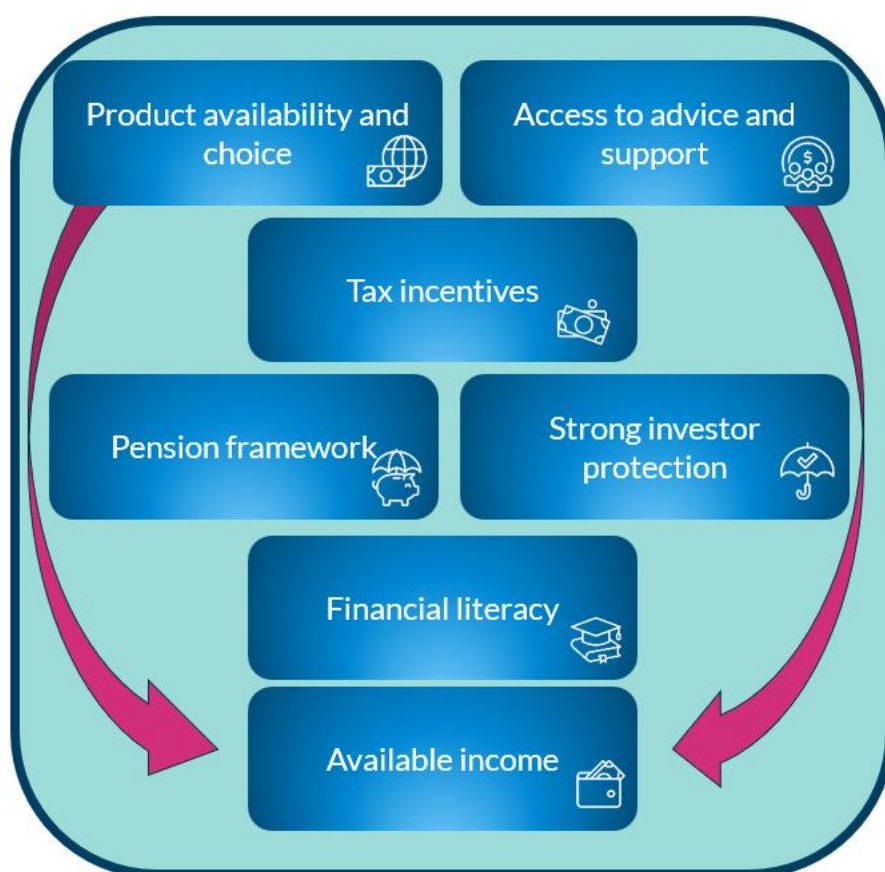 Product availability and
choice
Access to advice and
support
Tax incentives
Pension framework
Strong investor
protection
Financial literacy
Available income